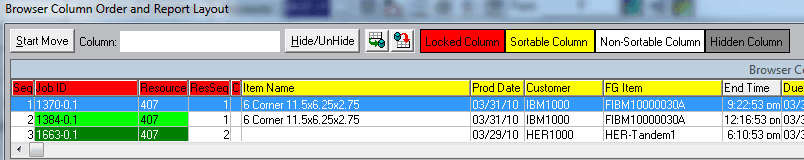 Browser Column Order and Report Layout
Start Move Column: Hide/UnHide Locked Column Sortable Column Non-Sortable Column Hidden Column
Browser Co
Seq Job ID Resource ResSeq C Item Name Prod Date Customer FG Item End Time Due
1 1370-0.1 407 1 6 Corner 11.5x6.25x2.75 03/31/10 IBM1000 FIBM10000030A 9:22:53 pm 03/3
2 1384-0.1 407 1 6 Corner 11.5x6.25x2.75 03/31/10 IBM1000 FIBM10000030A 12:16:53 pm 03/3
3 1663-0.1 407 2 03/29/10 HER1000 HER-Tandem1 6:10:53 pm 03/3